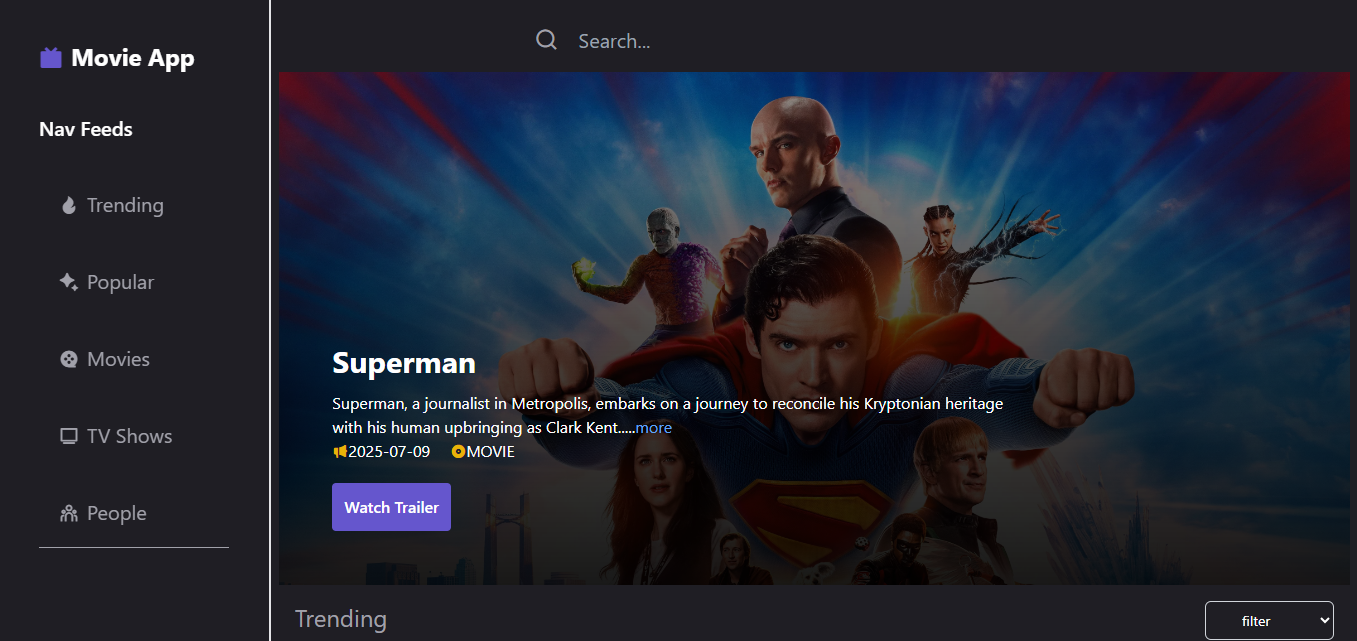 Movie App
Nav Feeds
Trending
Popular
Movies
TV Shows
People
Search...
Superman
Superman, a journalist in Metropolis, embarks on a journey to reconcile his Kryptonian heritage
with his human upbringing as Clark Kent.....more
2025-07-09 MOVIE
Watch Trailer
Trending
filter